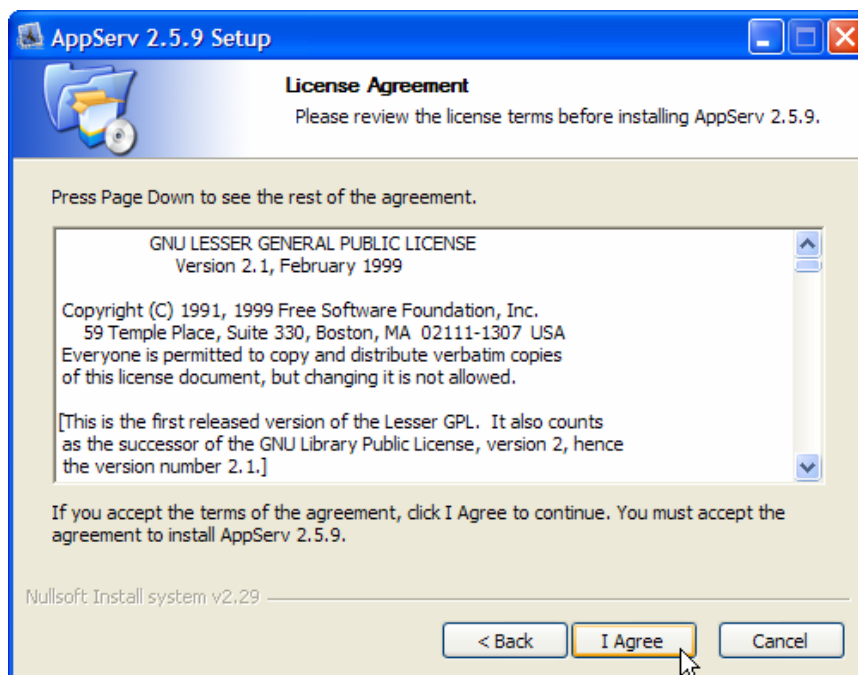 AppServ 2.5.9 Setup
License Agreement
Please review the license terms before installing AppServ 2.5.9.
Press Page Down to see the rest of the agreement.
GNU LESSER GENERAL PUBLIC LICENSE
Version 2.1, February 1999
Copyright (C) 1991, 1999 Free Software Foundation, Inc.
59 Temple Place, Suite 330, Boston, MA 02111-1307 USA
Everyone is permitted to copy and distribute verbatim copies
of this license document, but changing it is not allowed.
[This is the first released version of the Lesser GPL. It also counts
as the successor of the GNU Library Public License, version 2, hence
the version number 2.1.]
If you accept the terms of the agreement, click I Agree to continue. You must accept the
agreement to install AppServ 2.5.9.
Nullsoft Install system v2.29
< Back
I Agree
Cancel